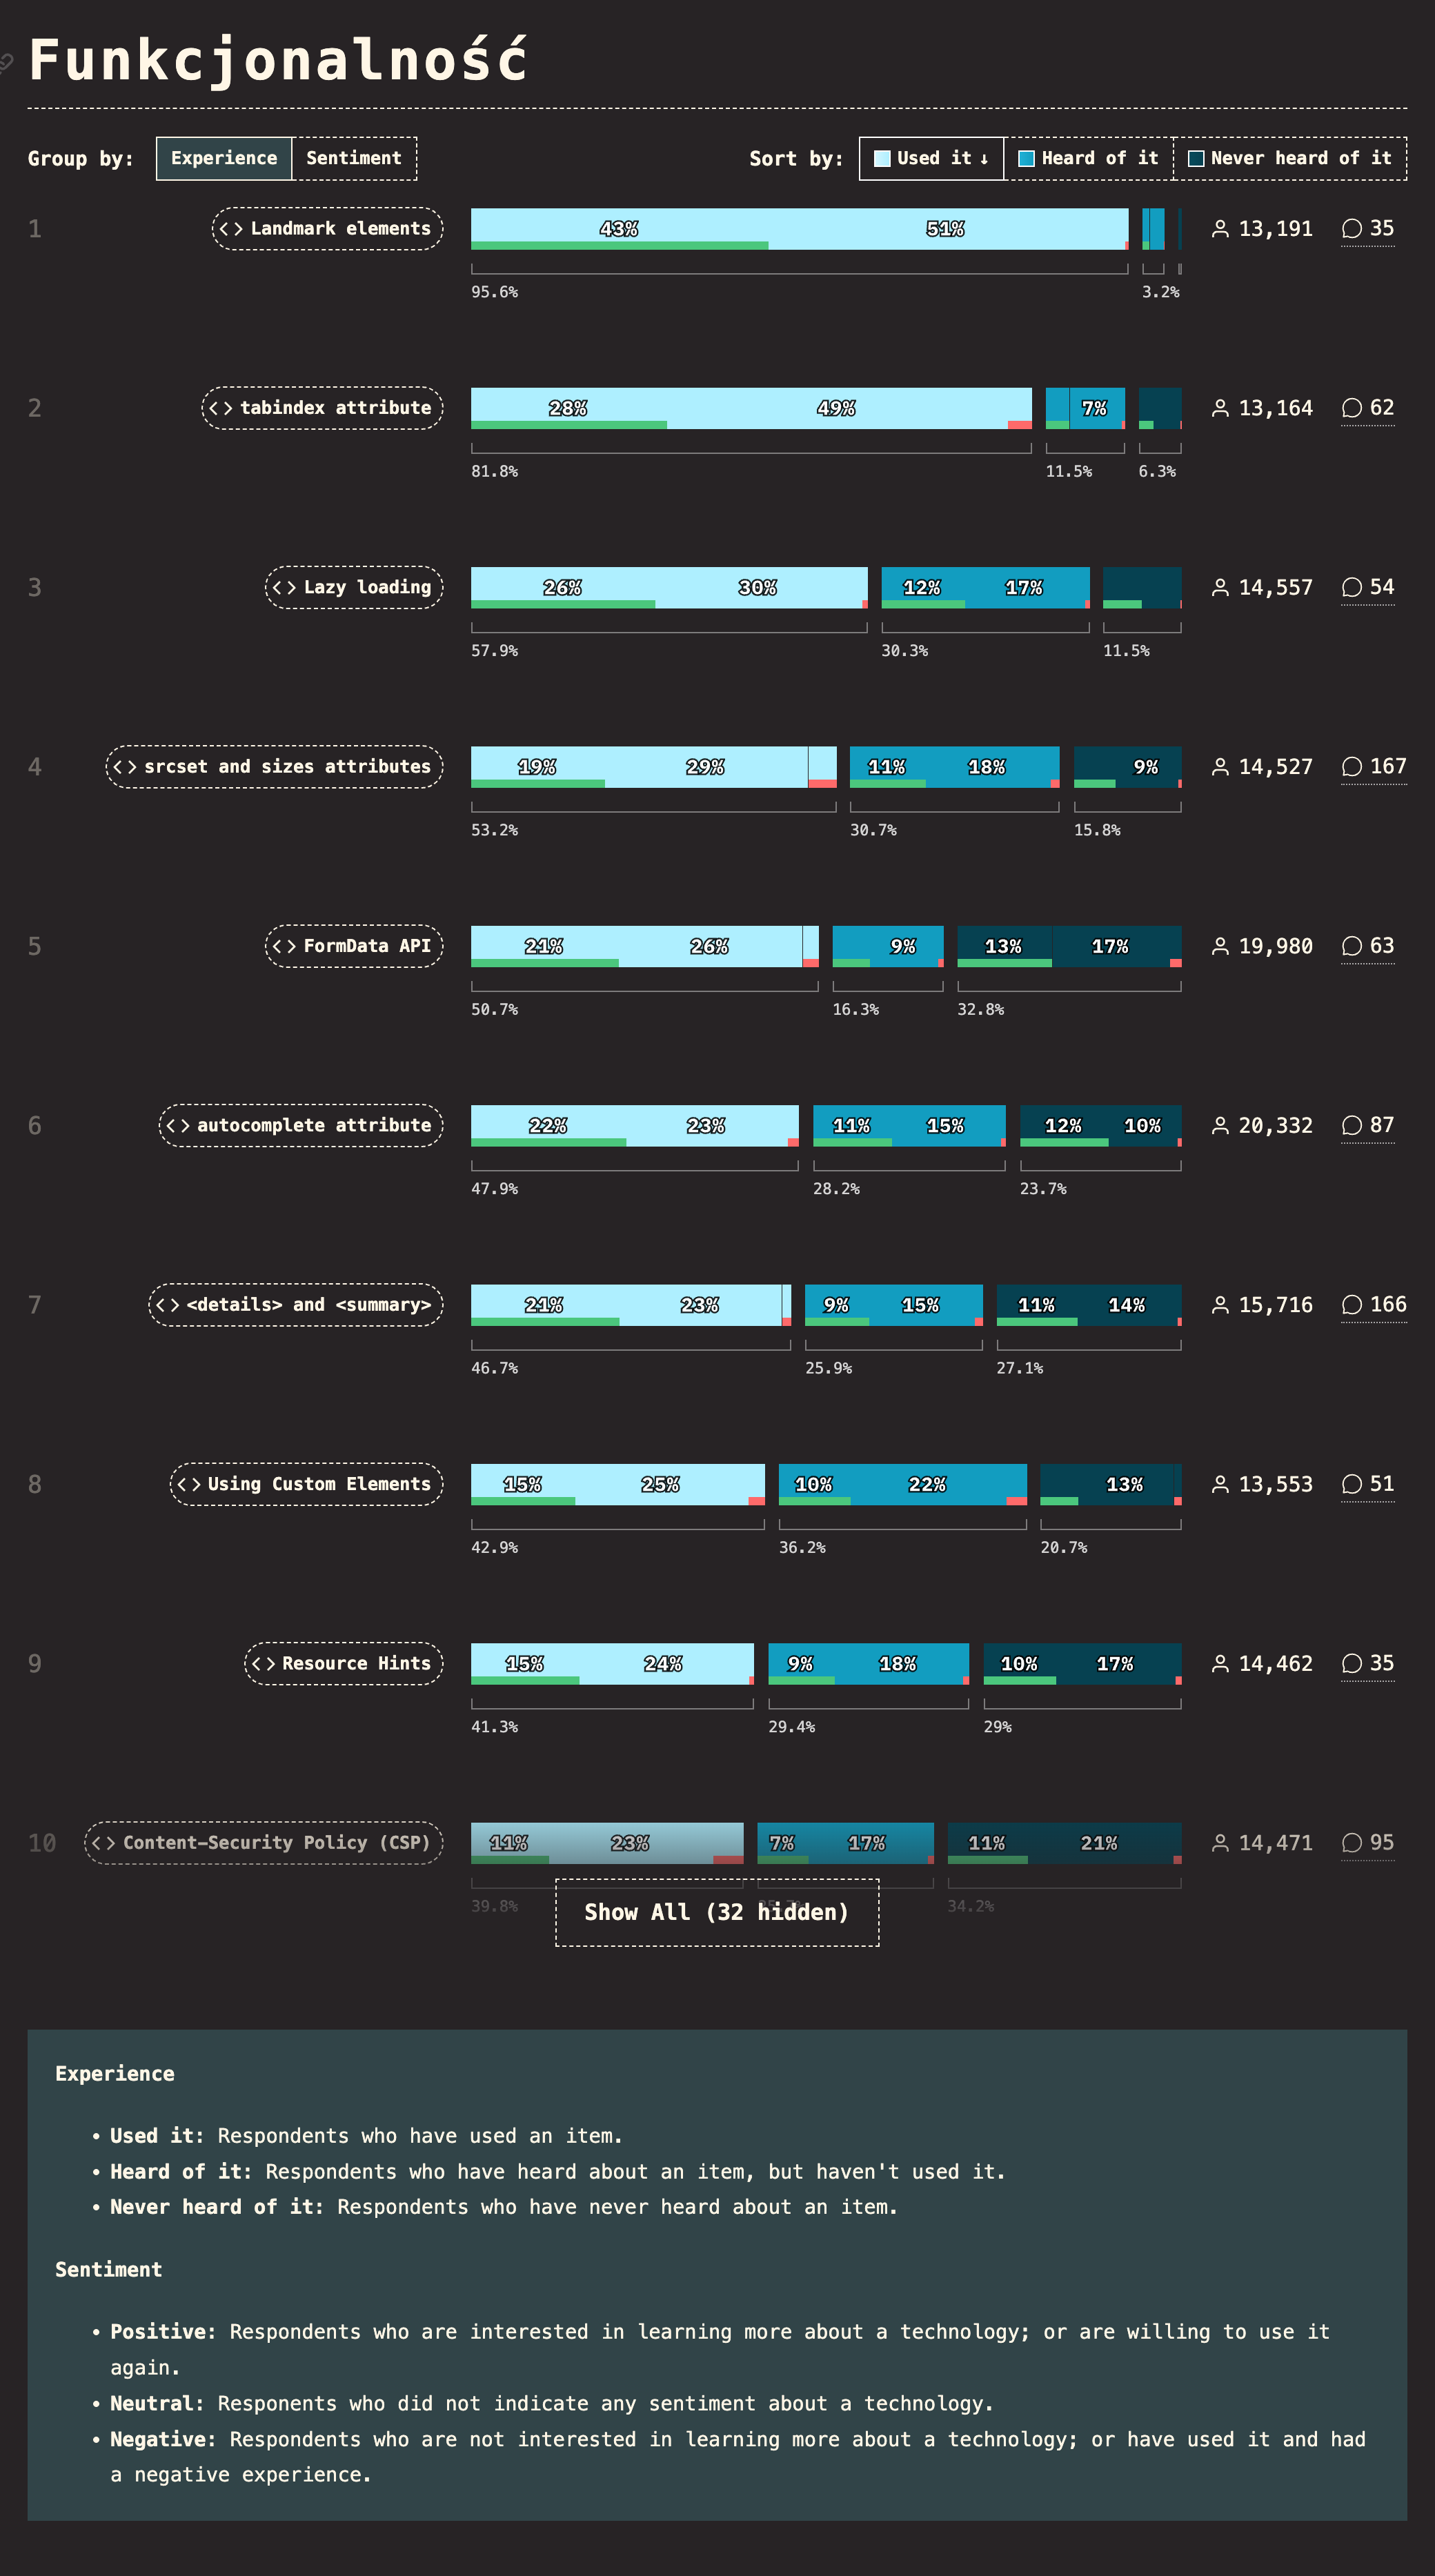 Funkcjonalność
Group by: Experience Sentiment Sort by: Used it ↓ Heard of it Never heard of it
1 <> Landmark elements 43% 51% 13,191 35
95.6% 3.2%
2 <> tabindex attribute 28% 49% 7% 13,164 62
81.8% 11.5% 6.3%
3 <> Lazy loading 26% 30% 12% 17% 14,557 54
57.9% 30.3% 11.5%
4 <> srcset and sizes attributes 19% 29% 11% 18% 9% 14,527 167
53.2% 30.7% 15.8%
5 <> FormData API 21% 26% 9% 13% 17% 19,980 63
50.7% 16.3% 32.8%
6 <> autocomplete attribute 22% 23% 11% 15% 12% 10% 20,332 87
47.9% 28.2% 23.7%
7 <> <details> and <summary> 21% 23% 9% 15% 11% 14% 15,716 166
46.7% 25.9% 27.1%
8 <> Using Custom Elements 15% 25% 10% 22% 13% 13,553 51
42.9% 36.2% 20.7%
9 <> Resource Hints 15% 24% 9% 18% 10% 17% 14,462 35
41.3% 29.4% 29%
10 <> Content-Security Policy (CSP) 11% 23% 7% 17% 11% 21% 14,471 95
39.8% 34.2%
Show All (32 hidden)
Experience
• Used it: Respondents who have used an item.
• Heard of it: Respondents who have heard about an item, but haven't used it.
• Never heard of it: Respondents who have never heard about an item.
Sentiment
• Positive: Respondents who are interested in learning more about a technology; or are willing to use it
again.
• Neutral: Responents who did not indicate any sentiment about a technology.
• Negative: Respondents who are not interested in learning more about a technology; or have used it and had
a negative experience.